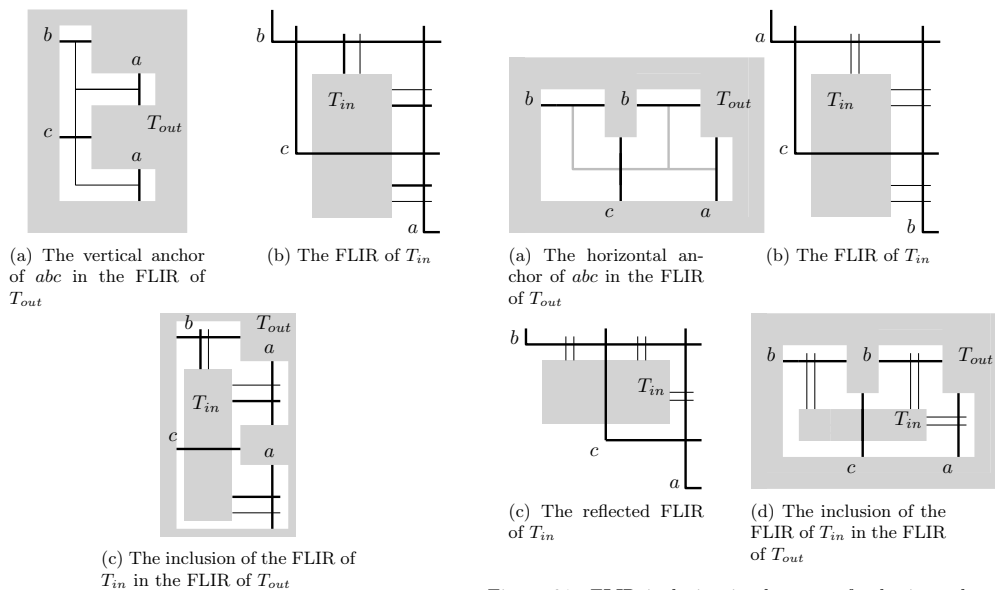 b
a
c
T_out
a
(a) The vertical anchor
of abc in the FLIR of
T_out
b
T_in
c
a
(b) The FLIR of T_in
b
T_out
a
T_in
c
a
(c) The inclusion of the FLIR of
T_in in the FLIR of T_out
b
b
T_out
c
a
(a) The horizontal an-
chor of abc in the FLIR
of T_out
a
T_in
c
b
(b) The FLIR of T_in
b
T_in
c
a
(c) The reflected FLIR
of T_in
b
b
T_out
T_in
c
a
(d) The inclusion of the
FLIR of T_in in the FLIR
of T_out